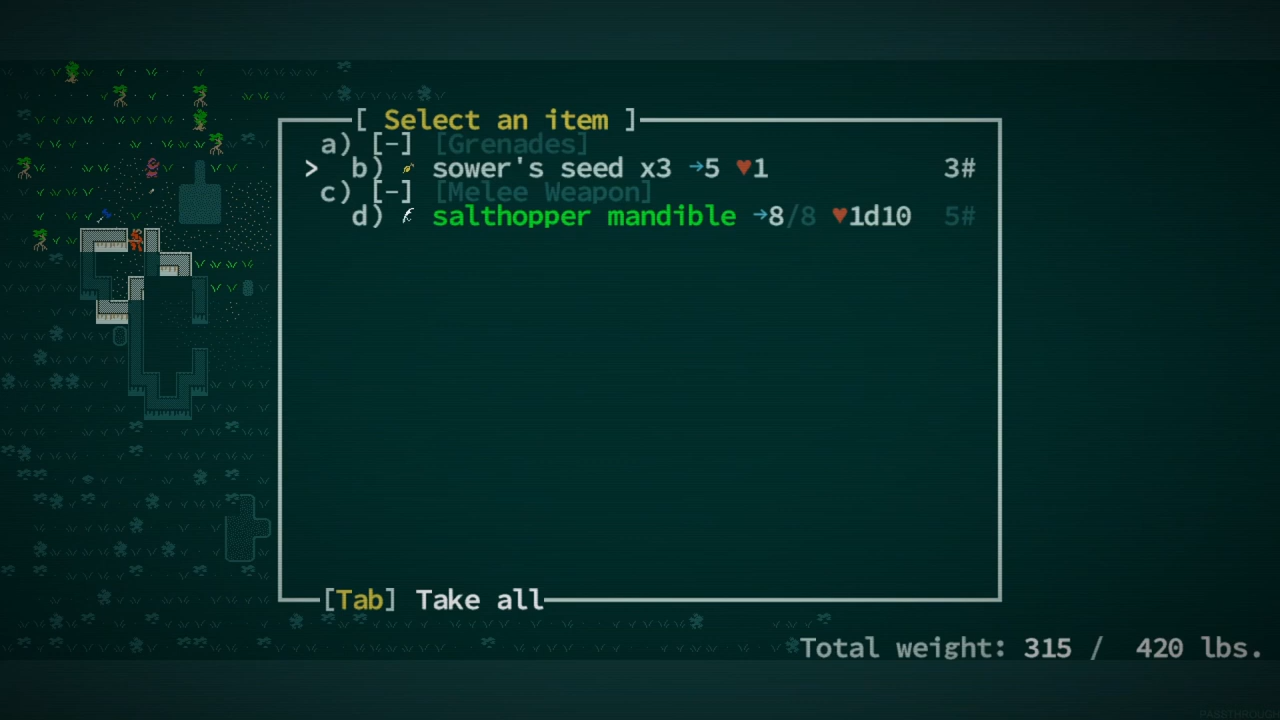 [ Select an item ]
a) [-] [Grenades]
> b) sower's seed x3 →5 ♥1 3#
c) [-] [Melee Weapon]
d) salthopper mandible →8/8 ♥1d10 5#
[Tab] Take all
Total weight: 315 / 420 lbs.